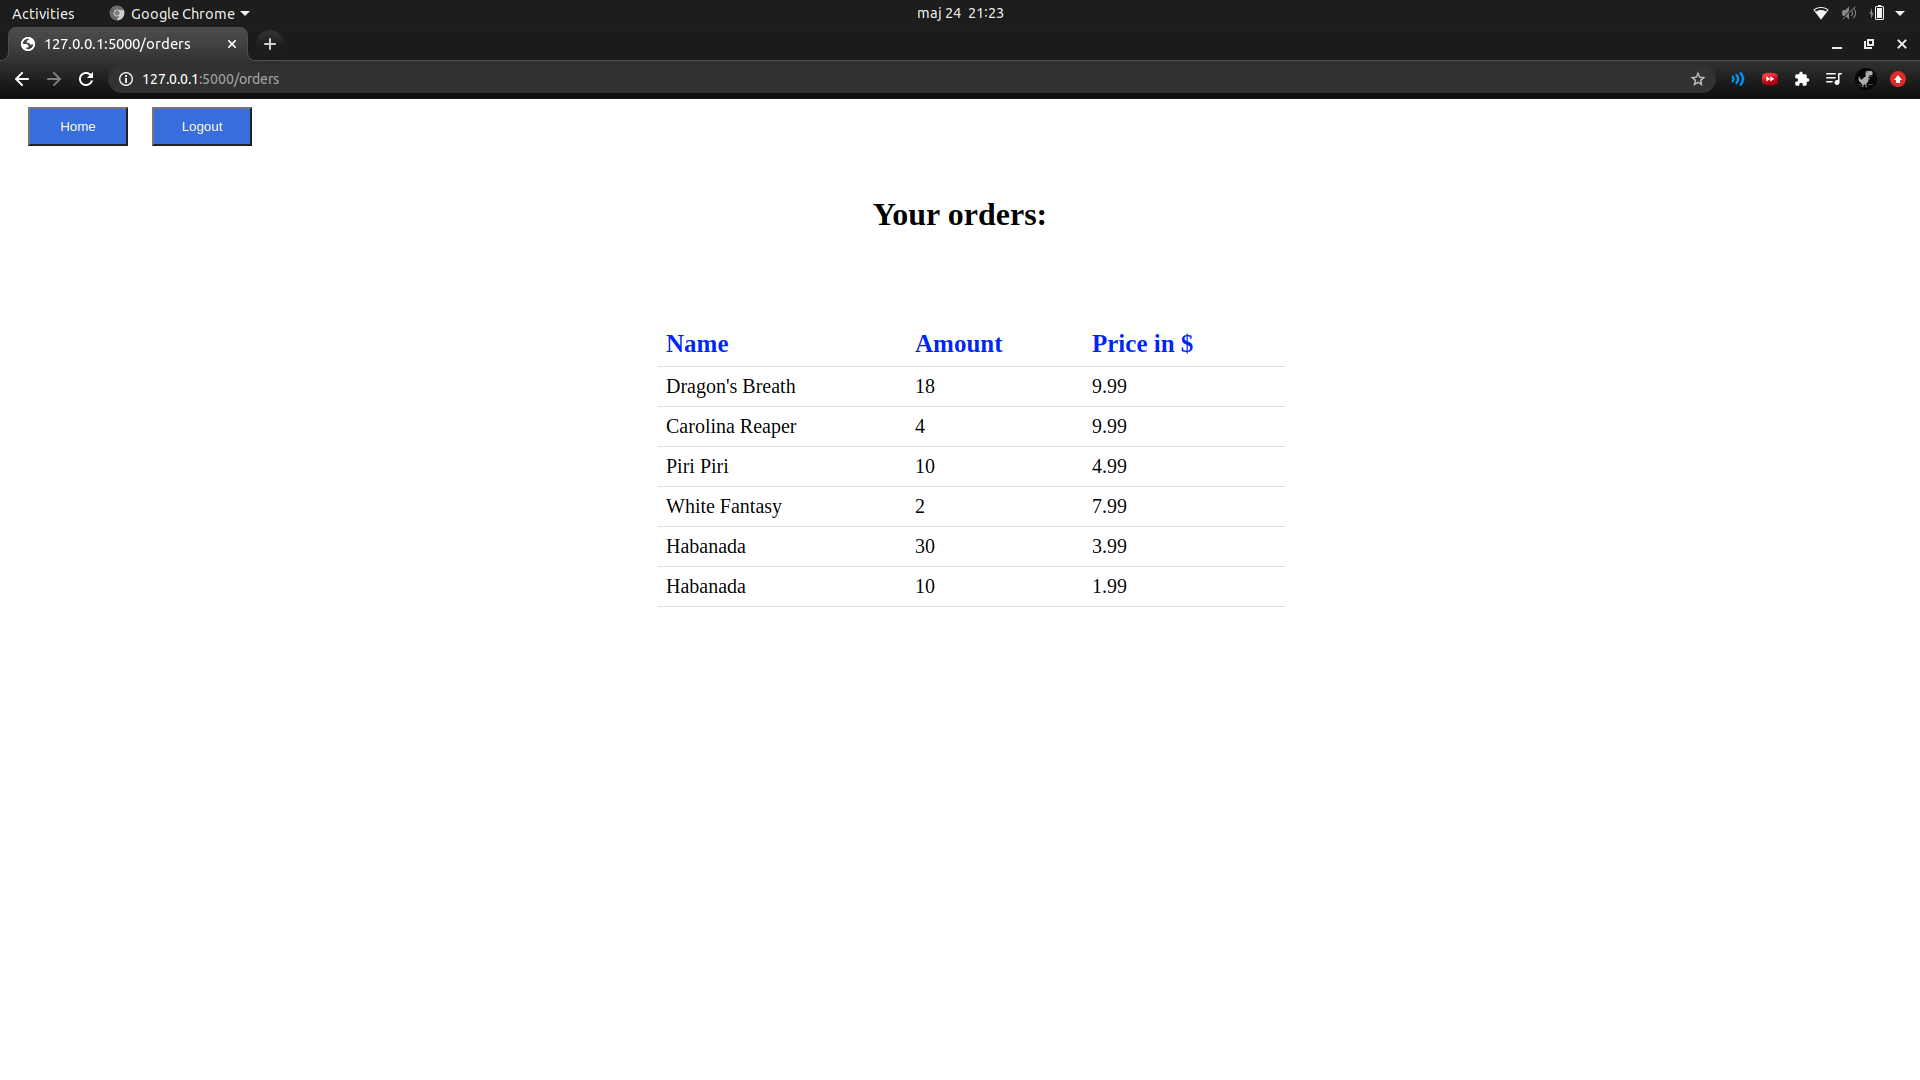 Activities Google Chrome maj 24 21:23
127.0.0.1:5000/orders
127.0.0.1:5000/orders
Home Logout
Your orders:
Name Amount Price in $
Dragon's Breath 18 9.99
Carolina Reaper 4 9.99
Piri Piri 10 4.99
White Fantasy 2 7.99
Habanada 30 3.99
Habanada 10 1.99